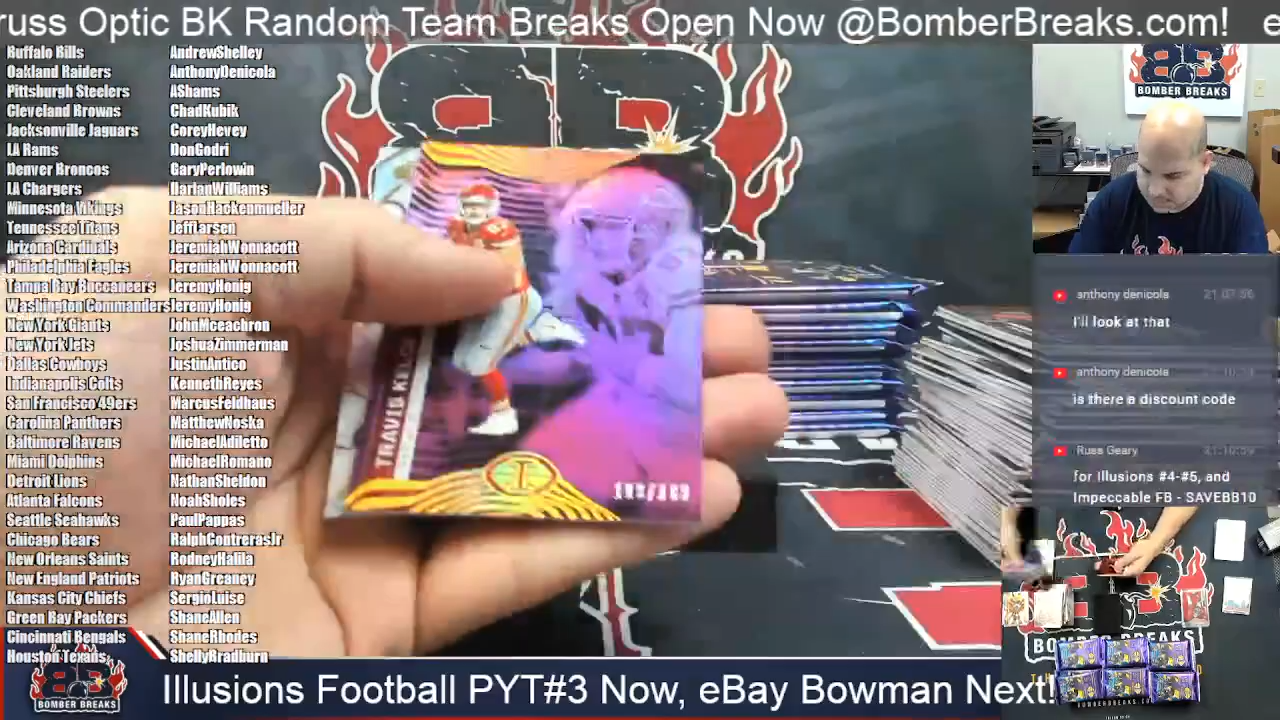 russ Optic BK Random Team Breaks Open Now @BomberBreaks.com!
Buffalo Bills AndrewShelley
Oakland Raiders AnthonyDenicola
Pittsburgh Steelers AShams
Cleveland Browns ChadKubik
Jacksonville Jaguars CoreyHevey
LA Rams DonGodri
Denver Broncos GaryPerlowin
LA Chargers HarlanWilliams
Minnesota Vikings JasonHackenmueller
Tennessee Titans JeffLarsen
Arizona Cardinals JeremiahWonnacott
Philadelphia Eagles JeremiahWonnacott
Tampa Bay Buccaneers JeremyHonig
Washington Commanders JeremyHonig
New York Giants JohnMceachron
New York Jets JoshuaZimmerman
Dallas Cowboys JustinAntico
Indianapolis Colts KennethReyes
San Francisco 49ers MarcusFeldhaus
Carolina Panthers MatthewNoska
Baltimore Ravens MichaelAdiletto
Miami Dolphins MichaelRomano
Detroit Lions NathanSheldon
Atlanta Falcons NoahSholes
Seattle Seahawks PaulPappas
Chicago Bears RalphContrerasJr
New Orleans Saints RodneyHalila
New England Patriots RyanGreaney
Kansas City Chiefs SergioLuise
Green Bay Packers ShaneAllen
Cincinnati Bengals ShaneRhodes
Houston Texans ShellyBradburn
TRAVIS KELCE
I
BOMBER BREAKS
anthony denicola
I'll look at that
anthony denicola
is there a discount code
Russ Geary
for Illusions #4-#5, and
Impeccable FB - SAVEBB10
BOMBER BREAKS
BOMBER BREAKS
Illusions Football PYT#3 Now, eBay Bowman Next!